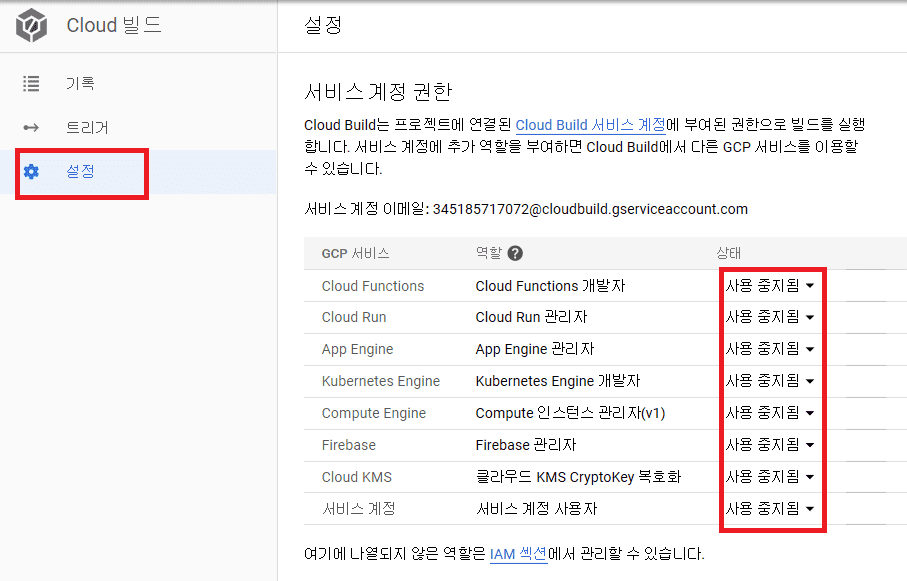 Cloud 빌드
설정
기록
트리거
설정
서비스 계정 권한
Cloud Build는 프로젝트에 연결된 Cloud Build 서비스 계정에 부여된 권한으로 빌드를 실행
합니다. 서비스 계정에 추가 역할을 부여하면 Cloud Build에서 다른 GCP 서비스를 이용할
수 있습니다.
서비스 계정 이메일: 345185717072@cloudbuild.gserviceaccount.com
GCP 서비스 역할 ? 상태
Cloud Functions Cloud Functions 개발자 사용 중지됨
Cloud Run Cloud Run 관리자 사용 중지됨
App Engine App Engine 관리자 사용 중지됨
Kubernetes Engine Kubernetes Engine 개발자 사용 중지됨
Compute Engine Compute 인스턴스 관리자(v1) 사용 중지됨
Firebase Firebase 관리자 사용 중지됨
Cloud KMS 클라우드 KMS CryptoKey 복호화 사용 중지됨
서비스 계정 서비스 계정 사용자 사용 중지됨
여기에 나열되지 않은 역할은 IAM 섹션에서 관리할 수 있습니다.